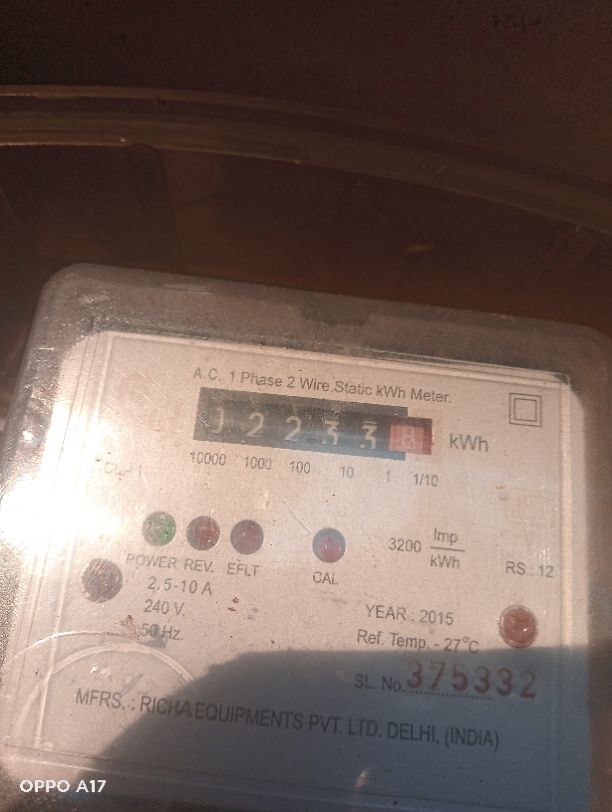 A.C. 1 Phase 2 Wire Static kWh Meter.
12233 8 kWh
10000 1000 100 10 1 1/10
POWER REV. EFLT CAL
3200 Imp/kWh
RS : 12
2.5-10 A
240 V.
50 Hz.
YEAR : 2015
Ref. Temp. - 27°C
SL. No. 375332
MFRS. : RICHA EQUIPMENTS PVT. LTD. DELHI, (INDIA)
OPPO A17